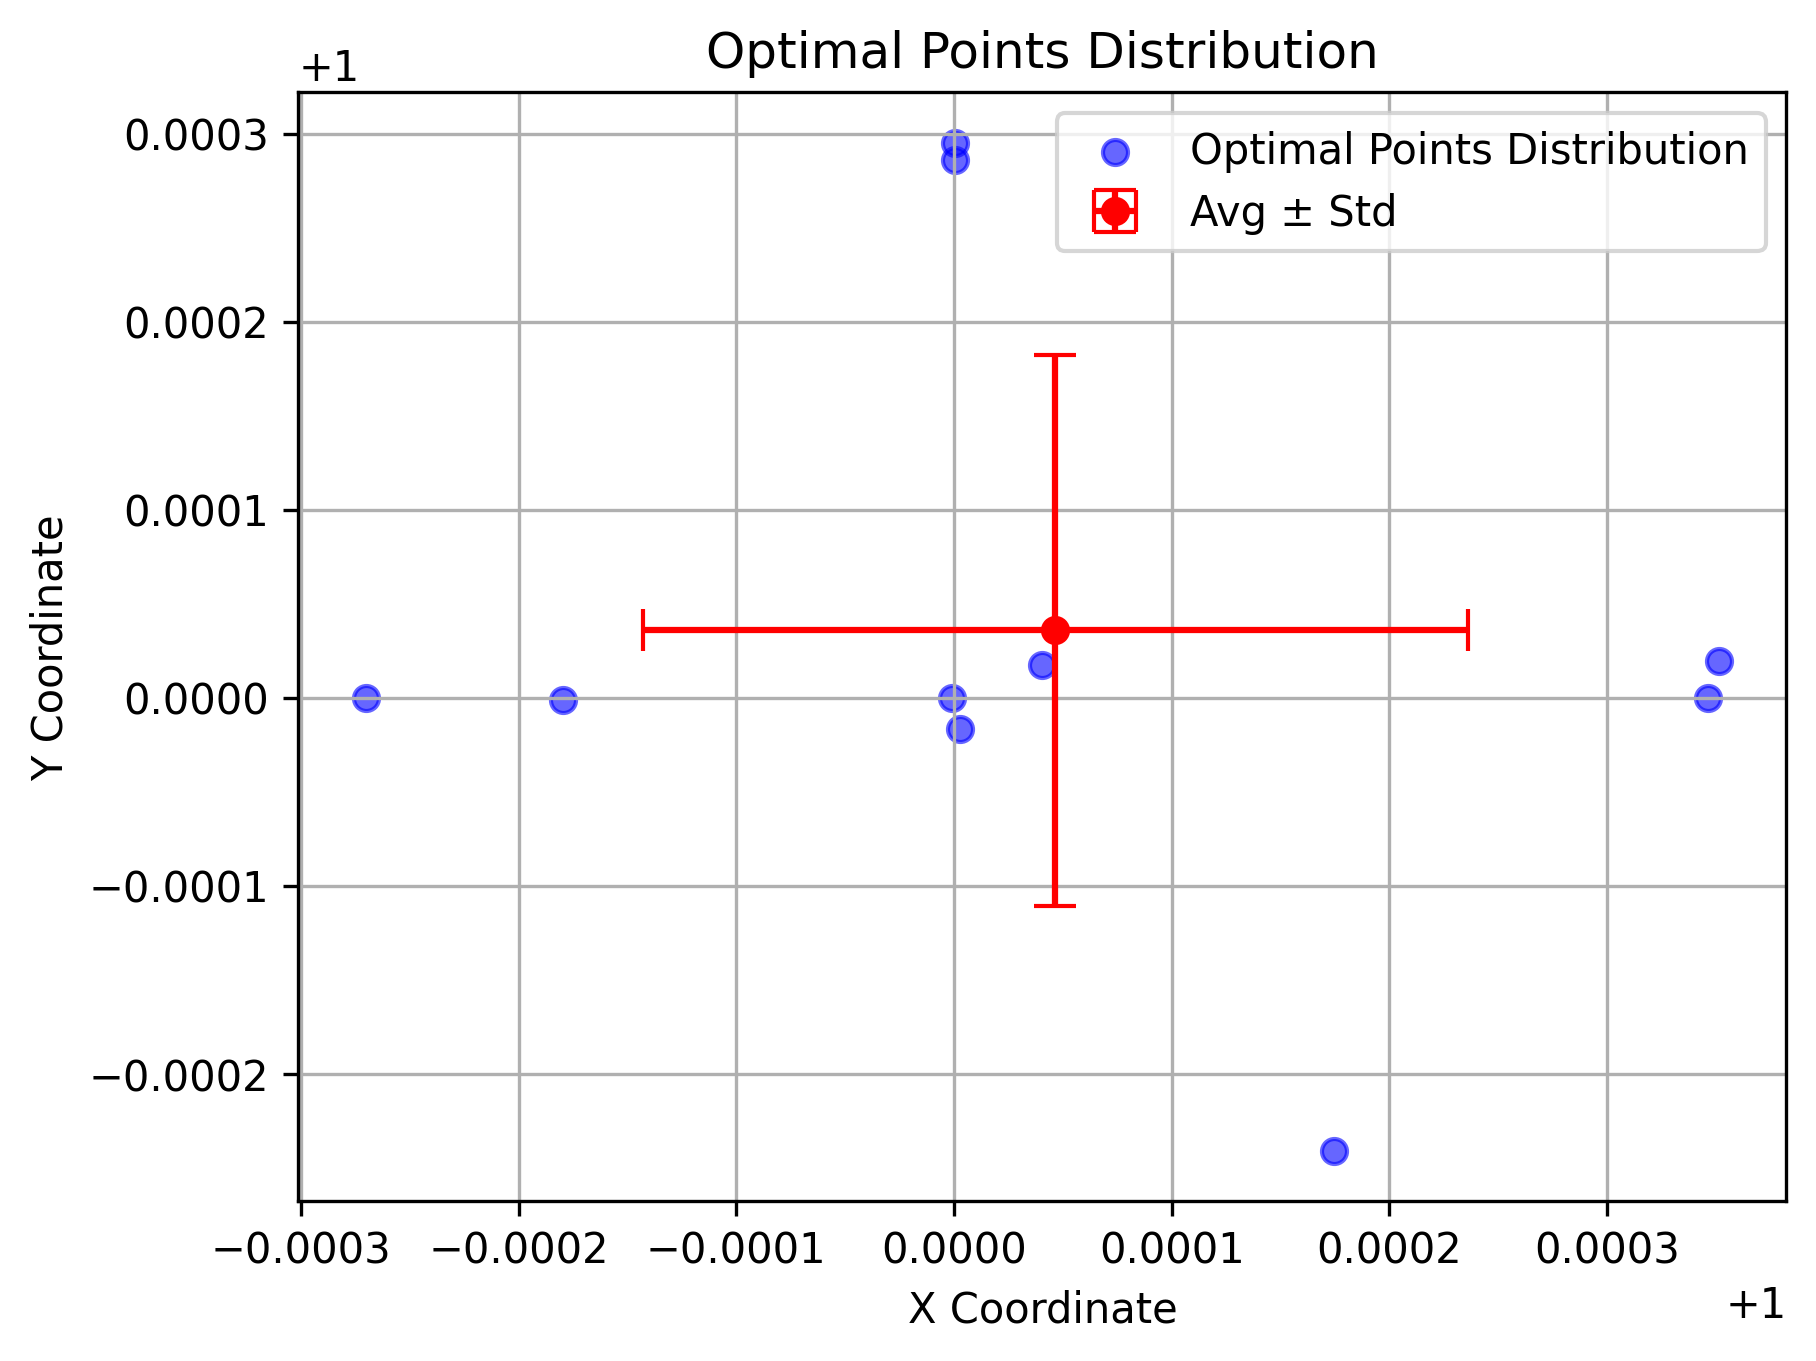 Optimal Points Distribution
+1
0.0003
0.0002
0.0001
0.0000
−0.0001
−0.0002
Y Coordinate
Optimal Points Distribution
Avg ± Std
−0.0003 −0.0002 −0.0001 0.0000 0.0001 0.0002 0.0003
X Coordinate
+1